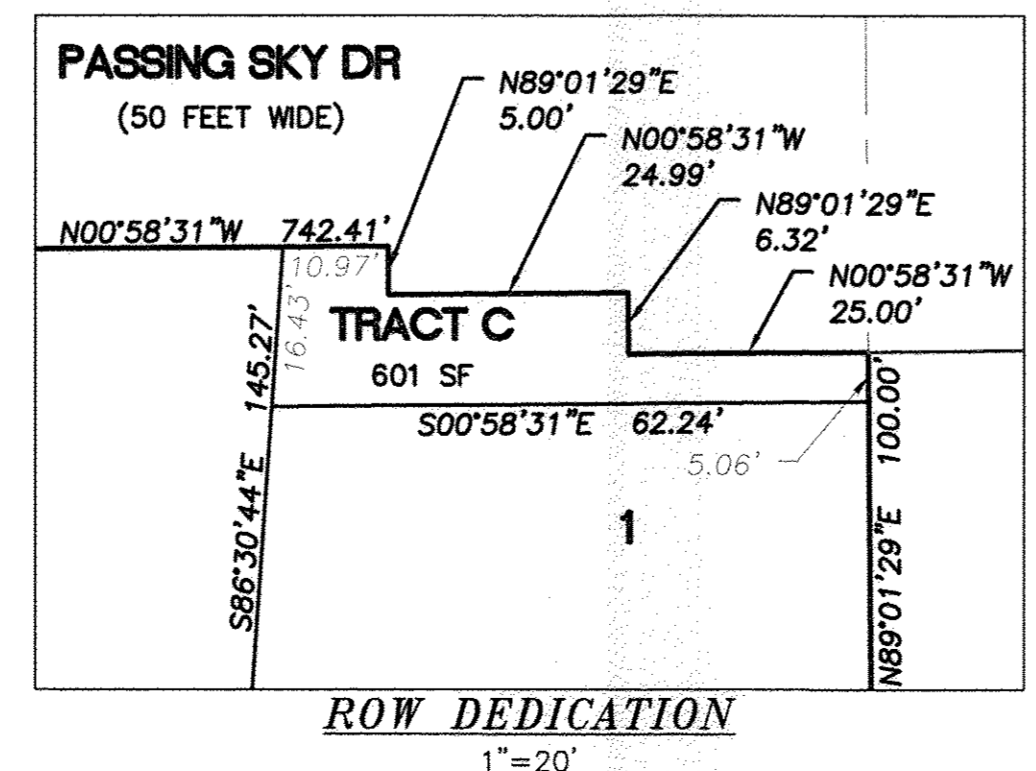 PASSING SKY DR
(50 FEET WIDE)
N89°01'29"E
5.00'
N00°58'31"W
24.99'
N89°01'29"E
6.32'
N00°58'31"W
25.00'
N00°58'31"W 742.41'
10.97'
16.43'
TRACT C
601 SF
S86°30'44"E 145.27'
S00°58'31"E 62.24'
5.06'
N89°01'29"E 100.00'
1
ROW DEDICATION
1"=20'